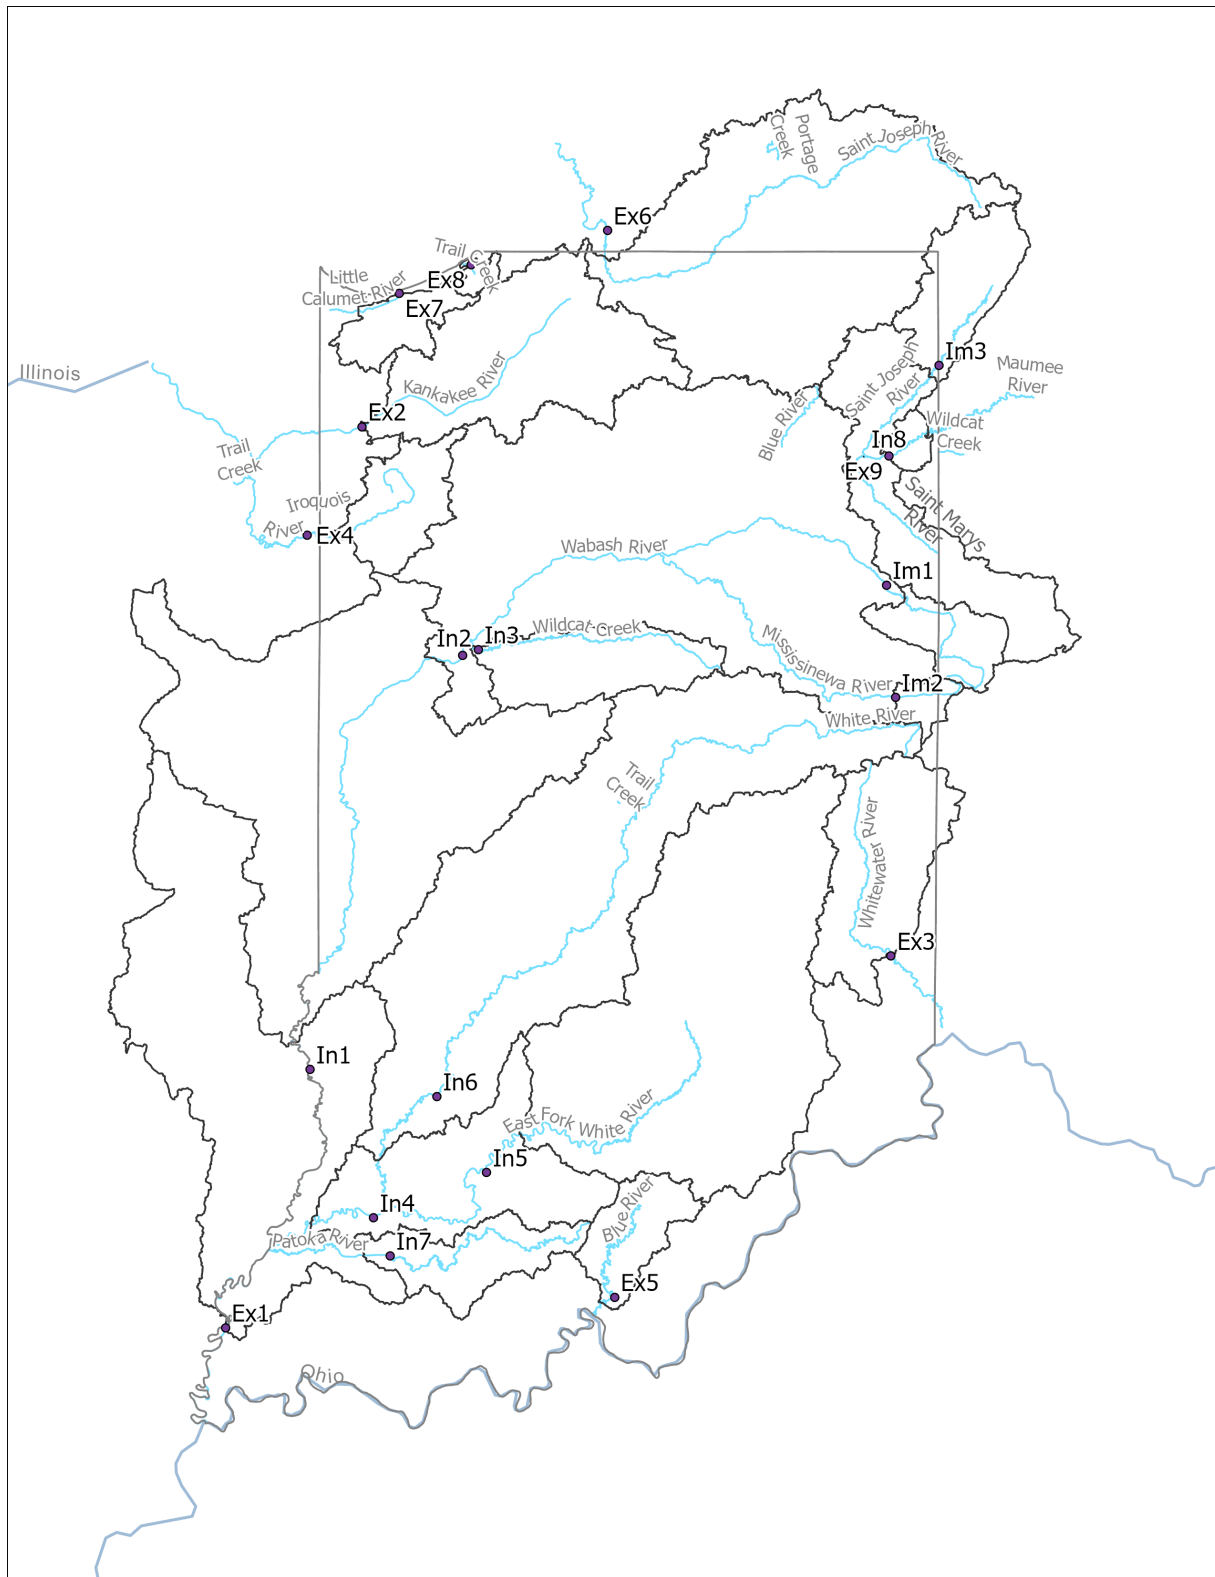 Portage
Creek
Saint Joseph River
Ex6
Trail Creek
Little
Calumet River
Ex8
Ex7
Illinois
Kankakee River
Ex2
Im3
Maumee
River
Saint Joseph
River
Blue River
Wildcat
Creek
In8
Ex9
Trail
Creek
Iroquois
River
Ex4
Saint Marys
River
Wabash River
Im1
Wildcat Creek
In2
In3
Mississinewa River
Im2
White River
Trail
Creek
Whitewater River
Ex3
In1
In6
East Fork White River
In5
In4
Blue River
Patoka River
In7
Ex5
Ex1
Ohio